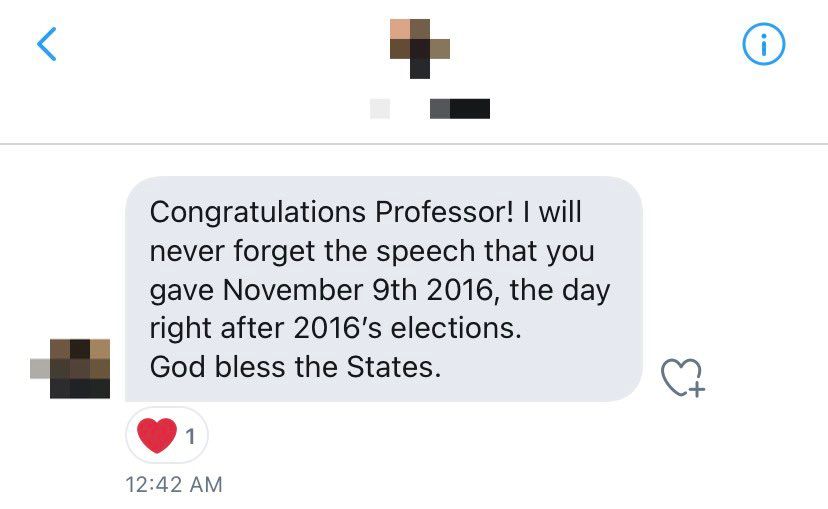 Congratulations Professor! I will
never forget the speech that you
gave November 9th 2016, the day
right after 2016’s elections.
God bless the States.
1
12:42 AM